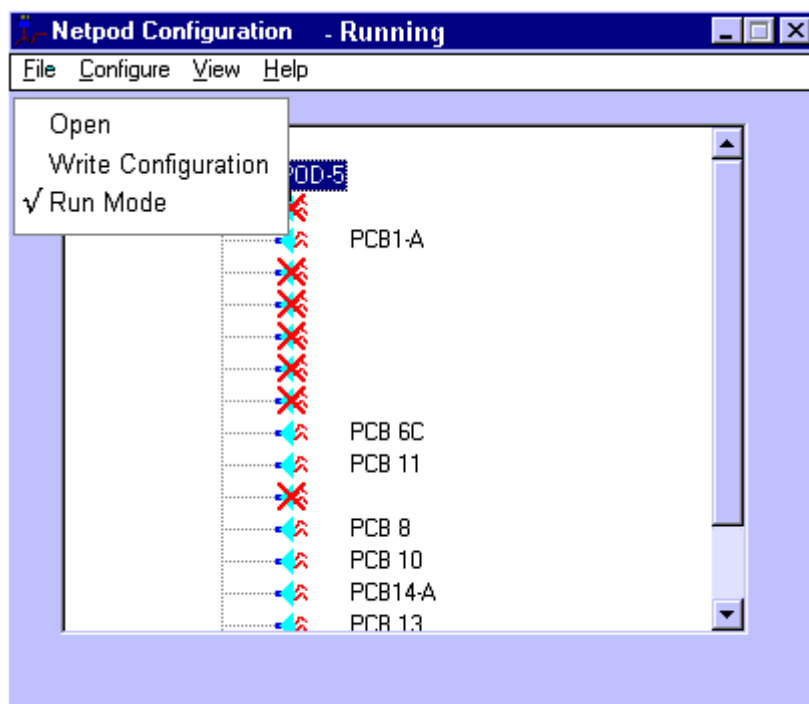 Netpod Configuration - Running
File Configure View Help
Open
Write Configuration
√ Run Mode
POD-5
PCB1-A
PCB 6C
PCB 11
PCB 8
PCB 10
PCB14-A
PCB 13